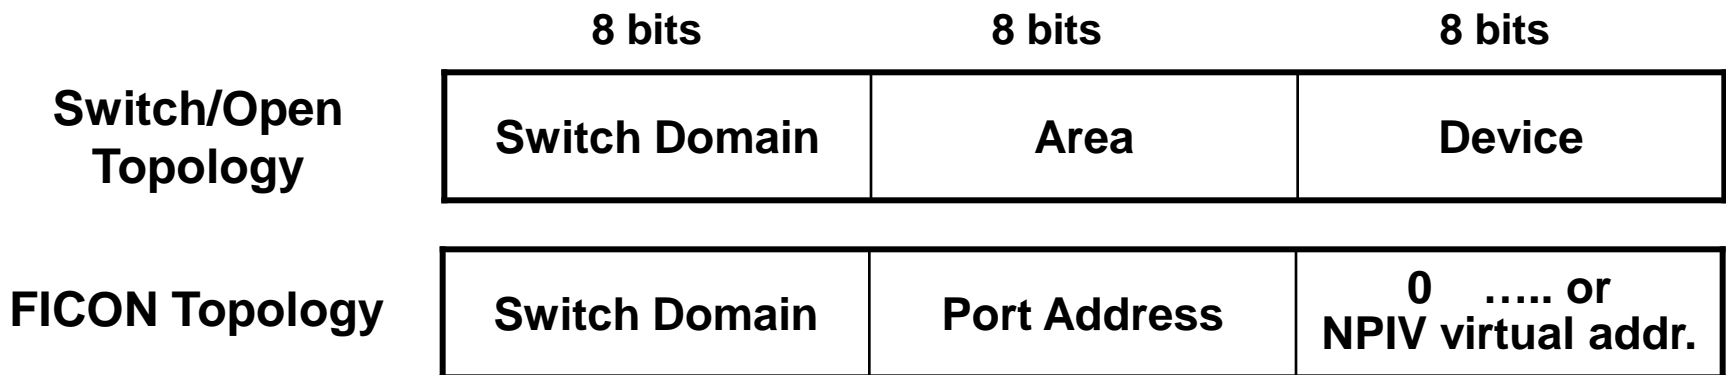 8 bits 8 bits 8 bits
Switch/Open
Topology
Switch Domain Area Device
FICON Topology
Switch Domain Port Address
0 ….. or
NPIV virtual addr.